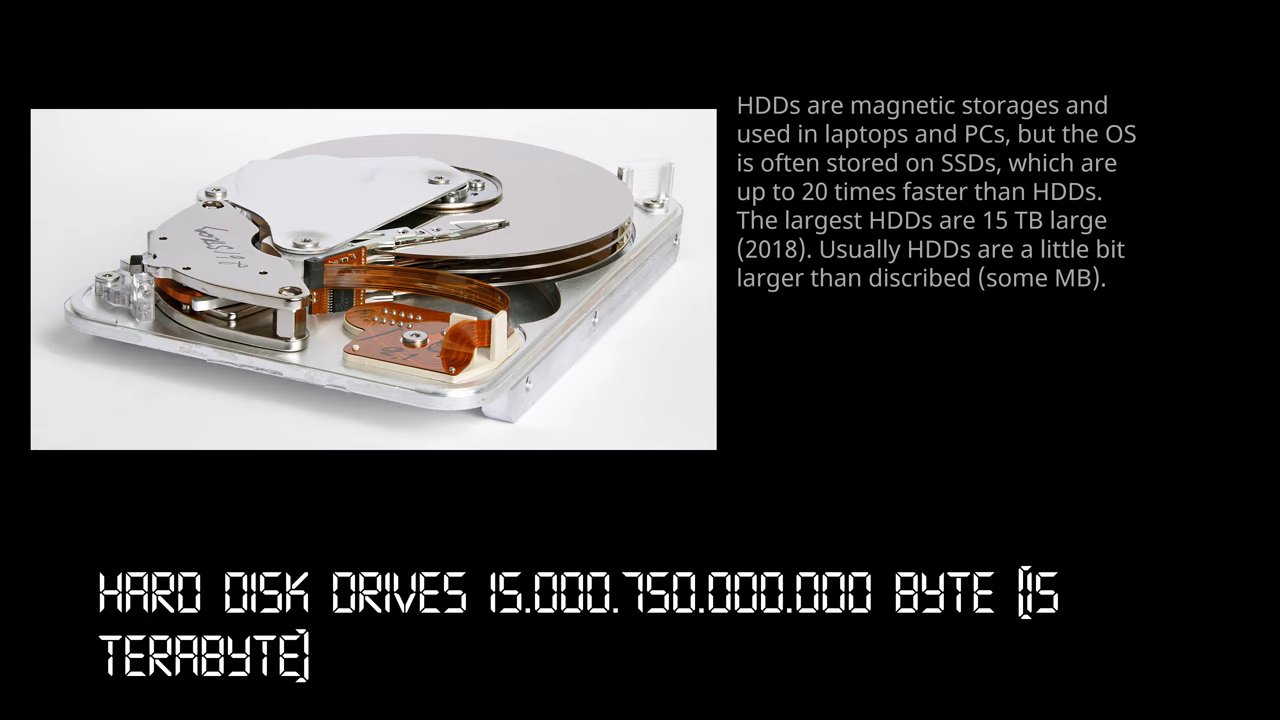 HDDs are magnetic storages and
used in laptops and PCs, but the OS
is often stored on SSDs, which are
up to 20 times faster than HDDs.
The largest HDDs are 15 TB large
(2018). Usually HDDs are a little bit
larger than discribed (some MB).
HARD DISK DRIVES 15.000.750.000.000 BYTE (15
TERABYTE)